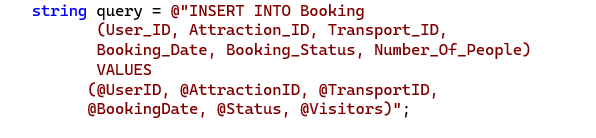 string query = @"INSERT INTO Booking
(User_ID, Attraction_ID, Transport_ID,
Booking_Date, Booking_Status, Number_Of_People)
VALUES
(@UserID, @AttractionID, @TransportID,
@BookingDate, @Status, @Visitors)";